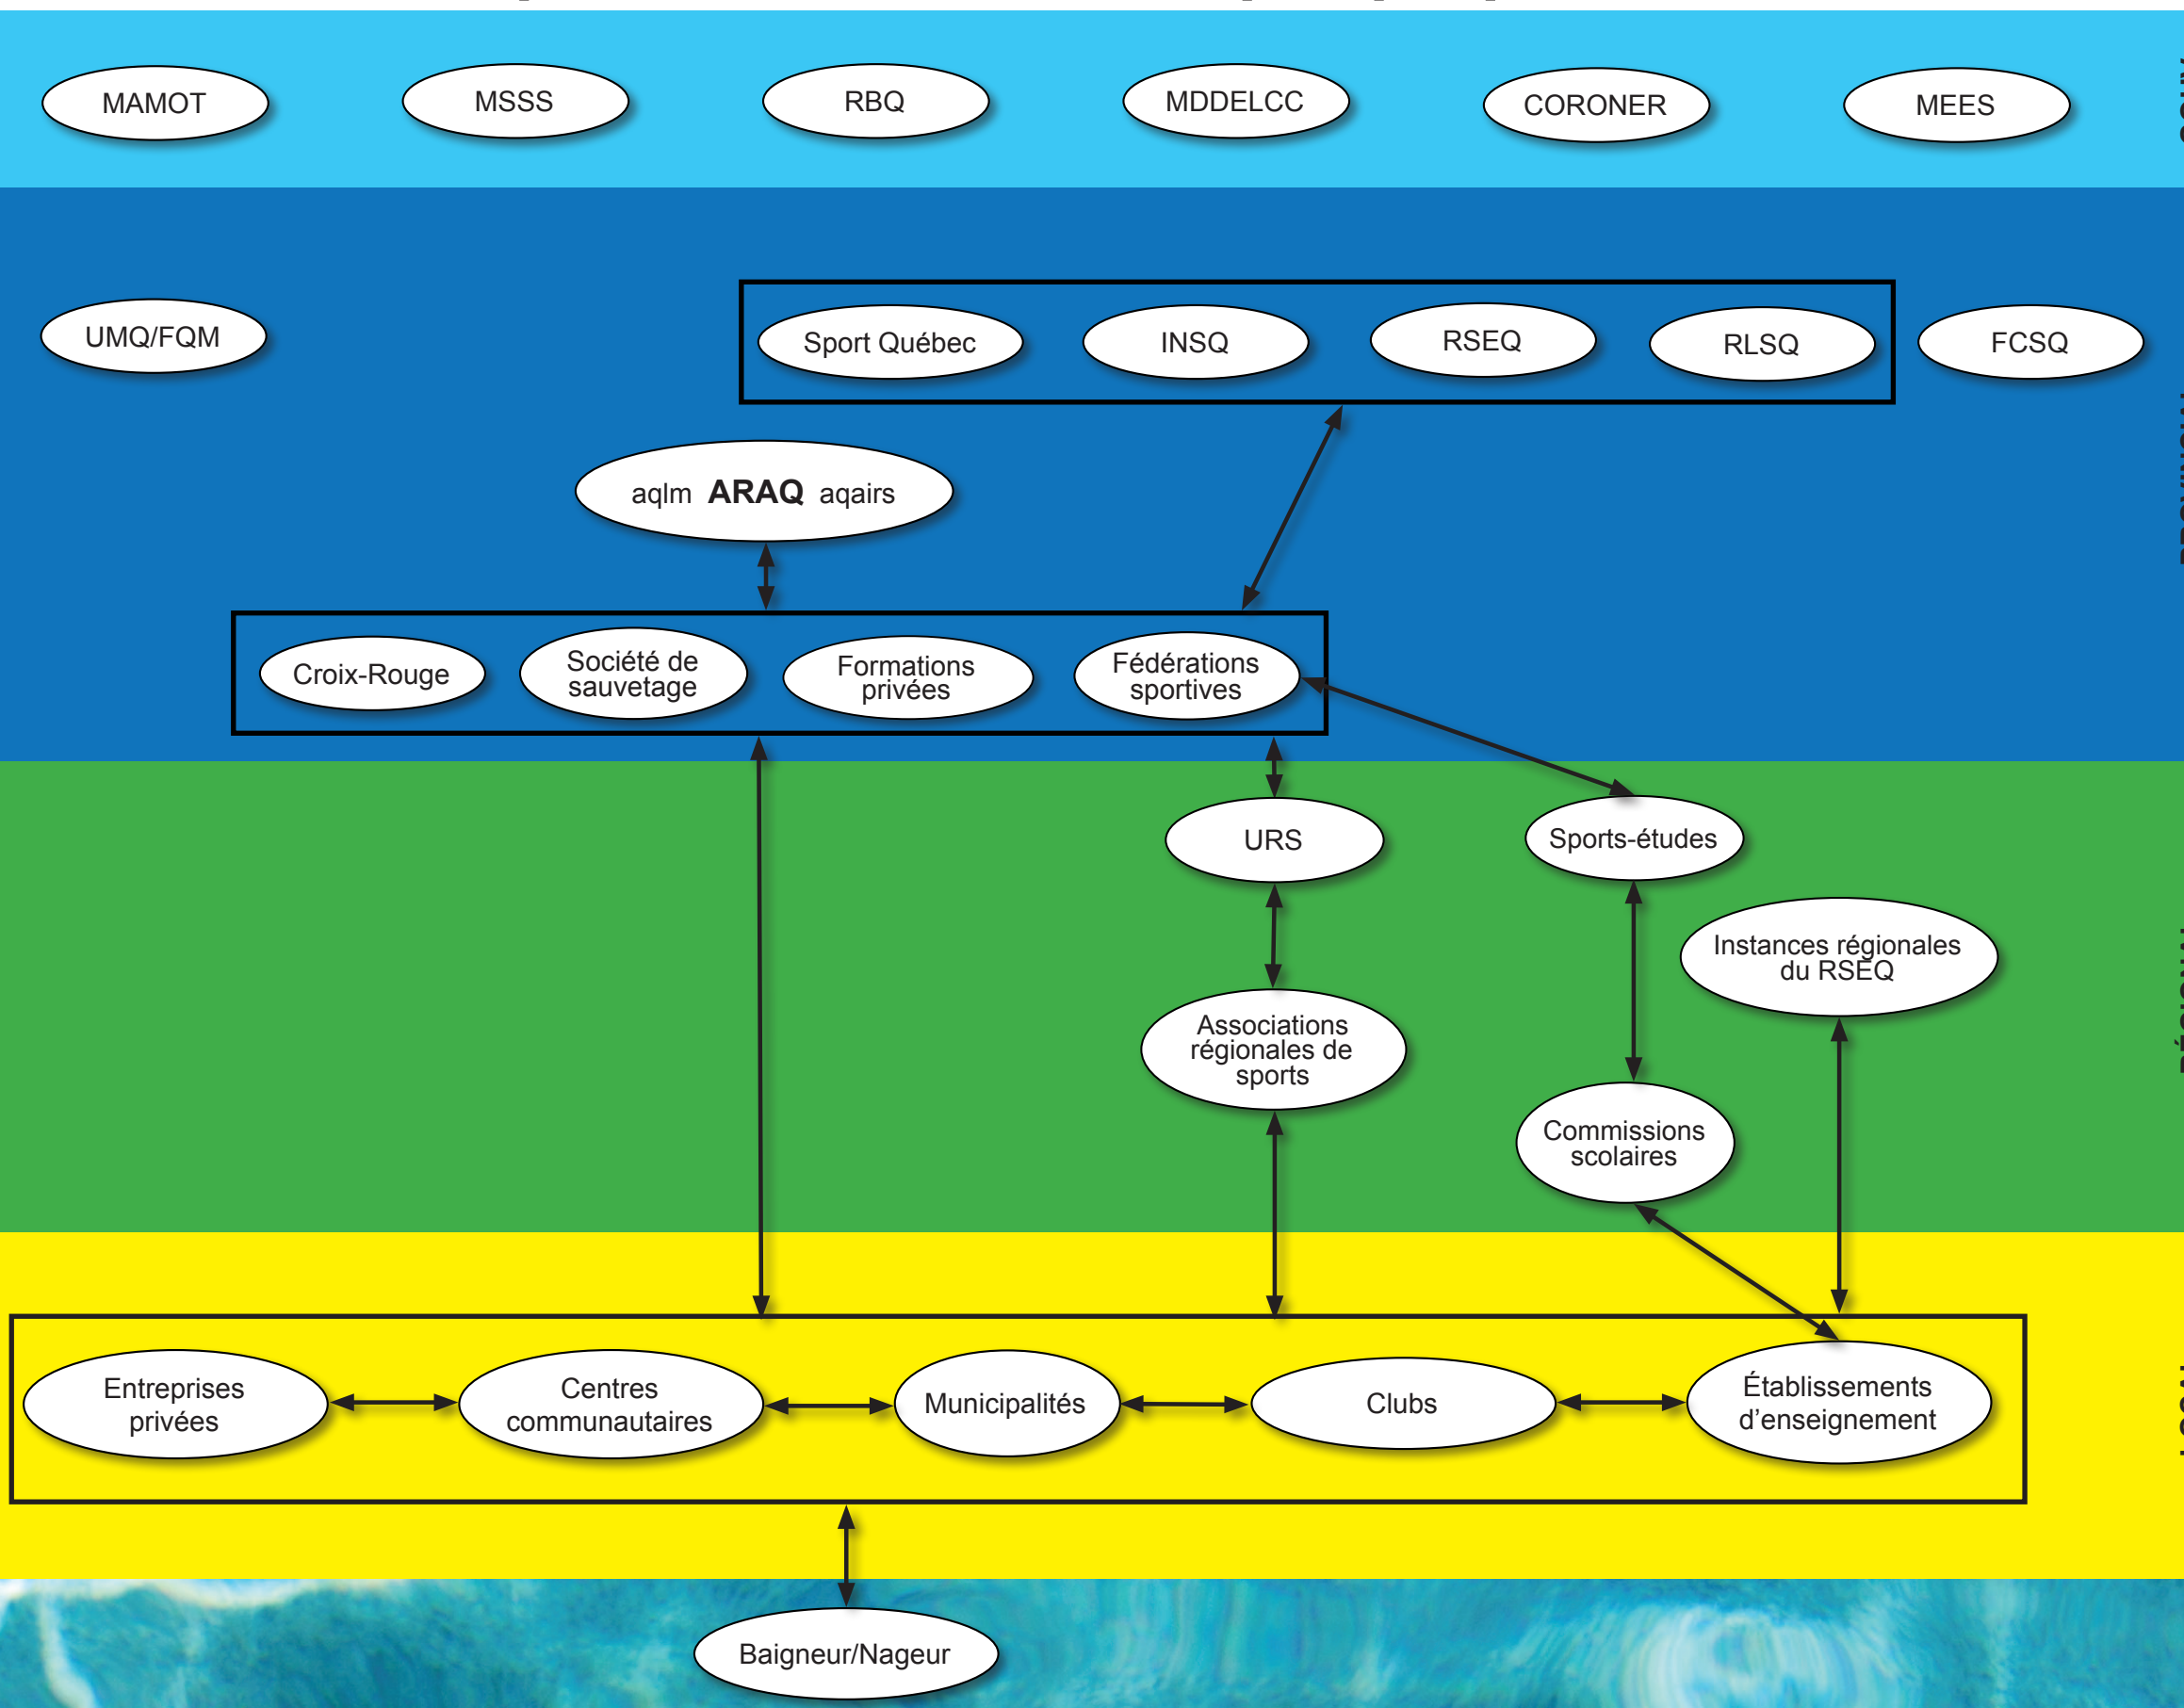 MAMOT
MSSS
RBQ
MDDELCC
CORONER
MEES
UMQ/FQM
Sport Québec
INSQ
RSEQ
RLSQ
FCSQ
aqlm ARAQ aqairs
Croix-Rouge
Société de
sauvetage
Formations
privées
Fédérations
sportives
URS
Sports-études
Instances régionales
du RSEQ
Associations
régionales de
sports
Commissions
scolaires
Entreprises
privées
Centres
communautaires
Municipalités
Clubs
Établissements
d’enseignement
Baigneur/Nageur